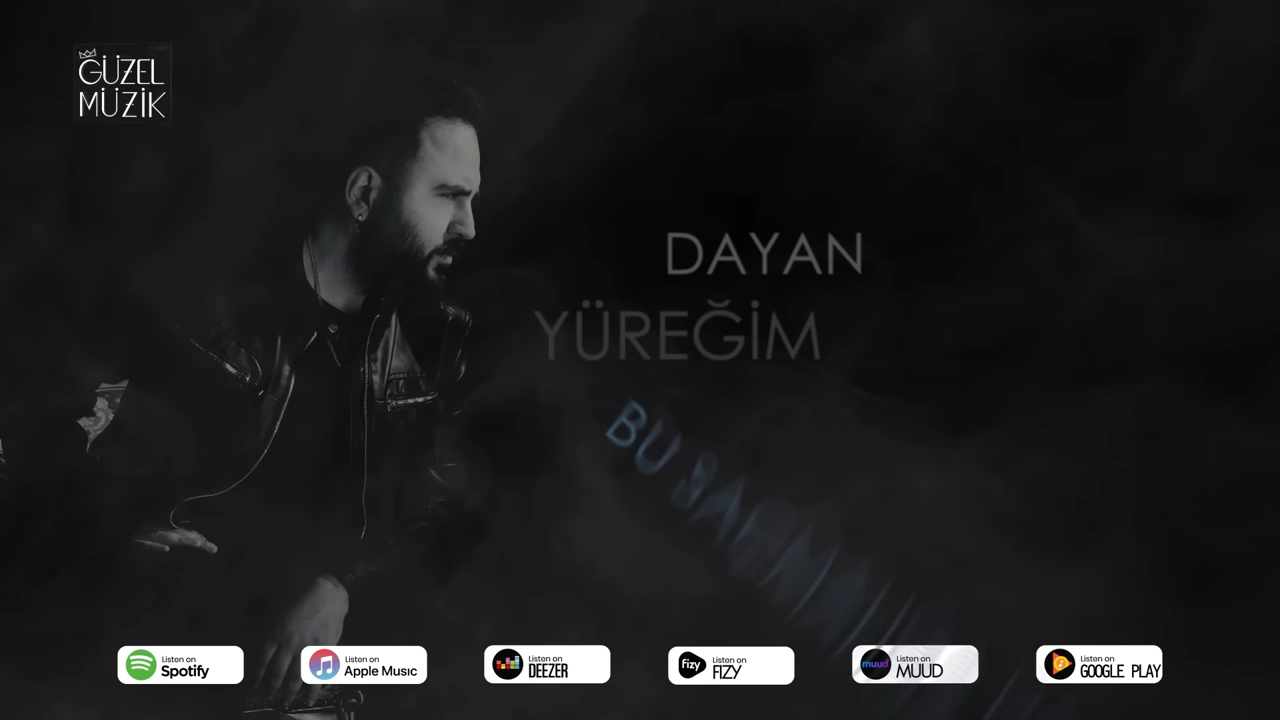 GÜZEL
MÜZİK
DAYAN
YÜREĞİM
BU
Listen on
Spotify
Listen on
Apple Music
Listen on
DEEZER
fizy
Listen on
FIZY
muud
Listen on
MUUD
Listen on
GOOGLE PLAY